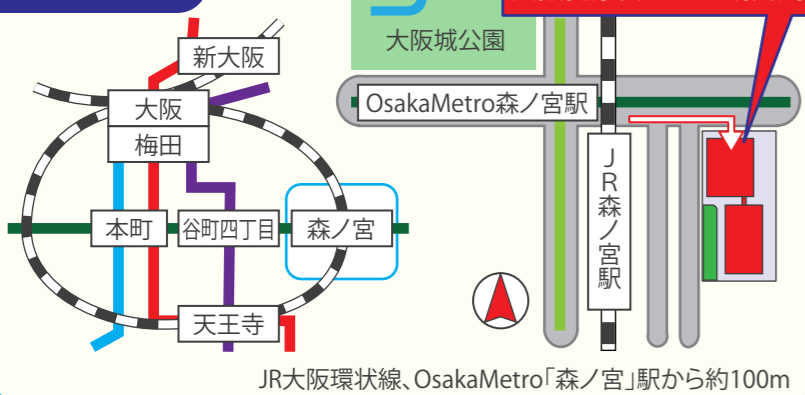 新大阪
大阪
梅田
本町
谷町四丁目
森ノ宮
天王寺
大阪城公園
OsakaMetro森ノ宮駅
JR森ノ宮駅
JR大阪環状線、OsakaMetro「森ノ宮」駅から約100m